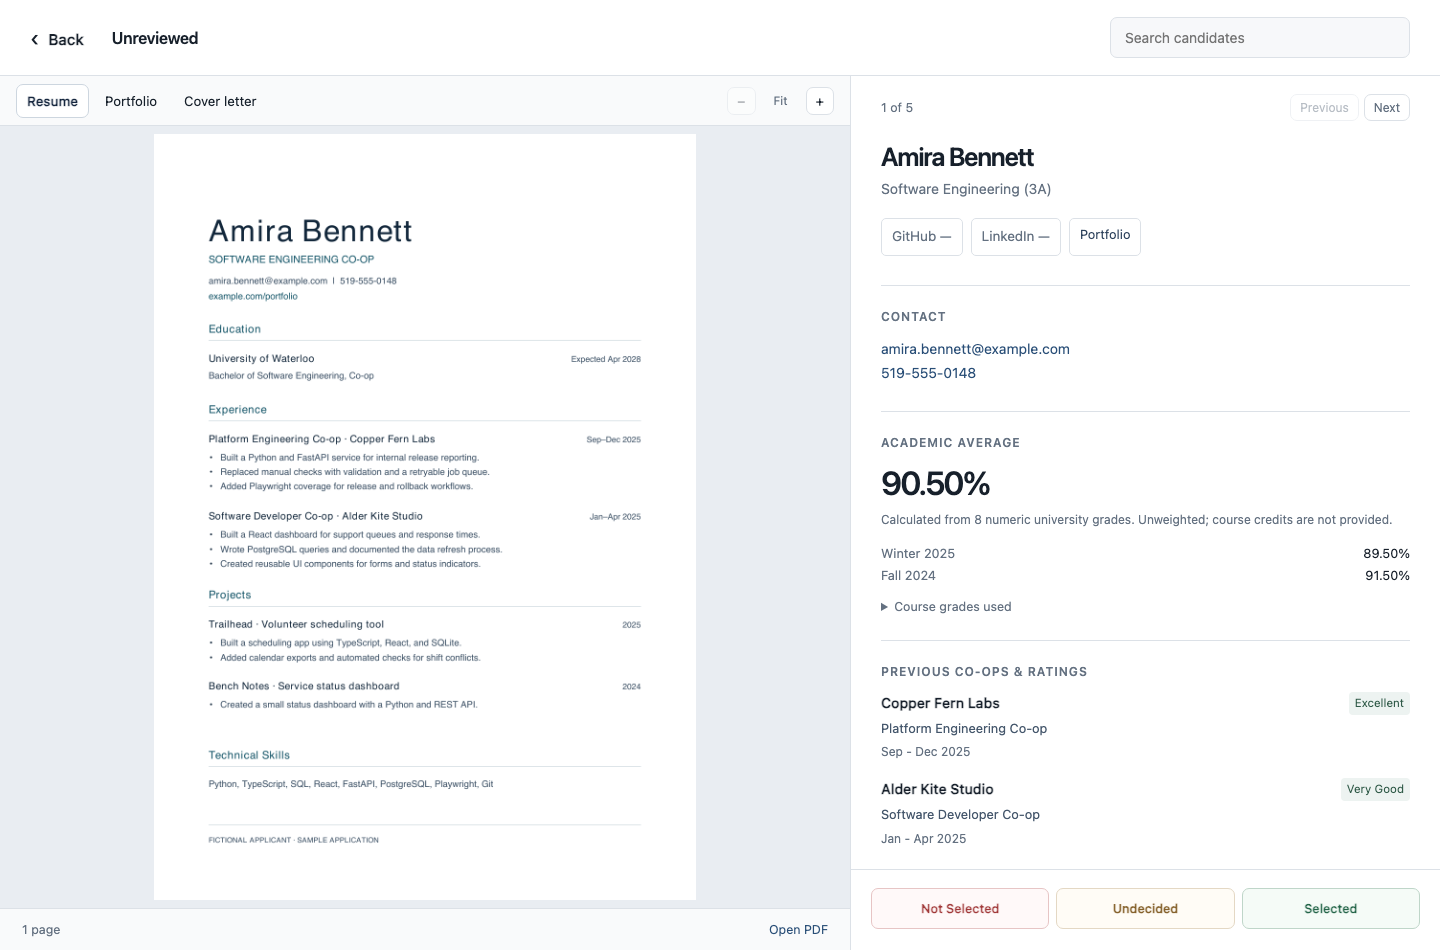 Back
Unreviewed
Search candidates
Resume
Portfolio
Cover letter
−
Fit
+
Amira Bennett
SOFTWARE ENGINEERING CO-OP
amira.bennett@example.com | 519-555-0148
example.com/portfolio
Education
University of Waterloo Expected Apr 2028
Bachelor of Software Engineering, Co-op
Experience
Platform Engineering Co-op · Copper Fern Labs Sep–Dec 2025
• Built a Python and FastAPI service for internal release reporting.
• Replaced manual checks with validation and a retryable job queue.
• Added Playwright coverage for release and rollback workflows.
Software Developer Co-op · Alder Kite Studio Jan–Apr 2025
• Built a React dashboard for support queues and response times.
• Wrote PostgreSQL queries and documented the data refresh process.
• Created reusable UI components for forms and status indicators.
Projects
Trailhead · Volunteer scheduling tool 2025
• Built a scheduling app using TypeScript, React, and SQLite.
• Added calendar exports and automated checks for shift conflicts.
Bench Notes · Service status dashboard 2024
• Created a small status dashboard with a Python and REST API.
Technical Skills
Python, TypeScript, SQL, React, FastAPI, PostgreSQL, Playwright, Git
FICTIONAL APPLICANT · SAMPLE APPLICATION
1 page
Open PDF
1 of 5
Previous
Next
Amira Bennett
Software Engineering (3A)
GitHub —
LinkedIn —
Portfolio
CONTACT
amira.bennett@example.com
519-555-0148
ACADEMIC AVERAGE
90.50%
Calculated from 8 numeric university grades. Unweighted; course credits are not provided.
Winter 2025 89.50%
Fall 2024 91.50%
Course grades used
PREVIOUS CO-OPS & RATINGS
Copper Fern Labs Excellent
Platform Engineering Co-op
Sep - Dec 2025
Alder Kite Studio Very Good
Software Developer Co-op
Jan - Apr 2025
Not Selected
Undecided
Selected